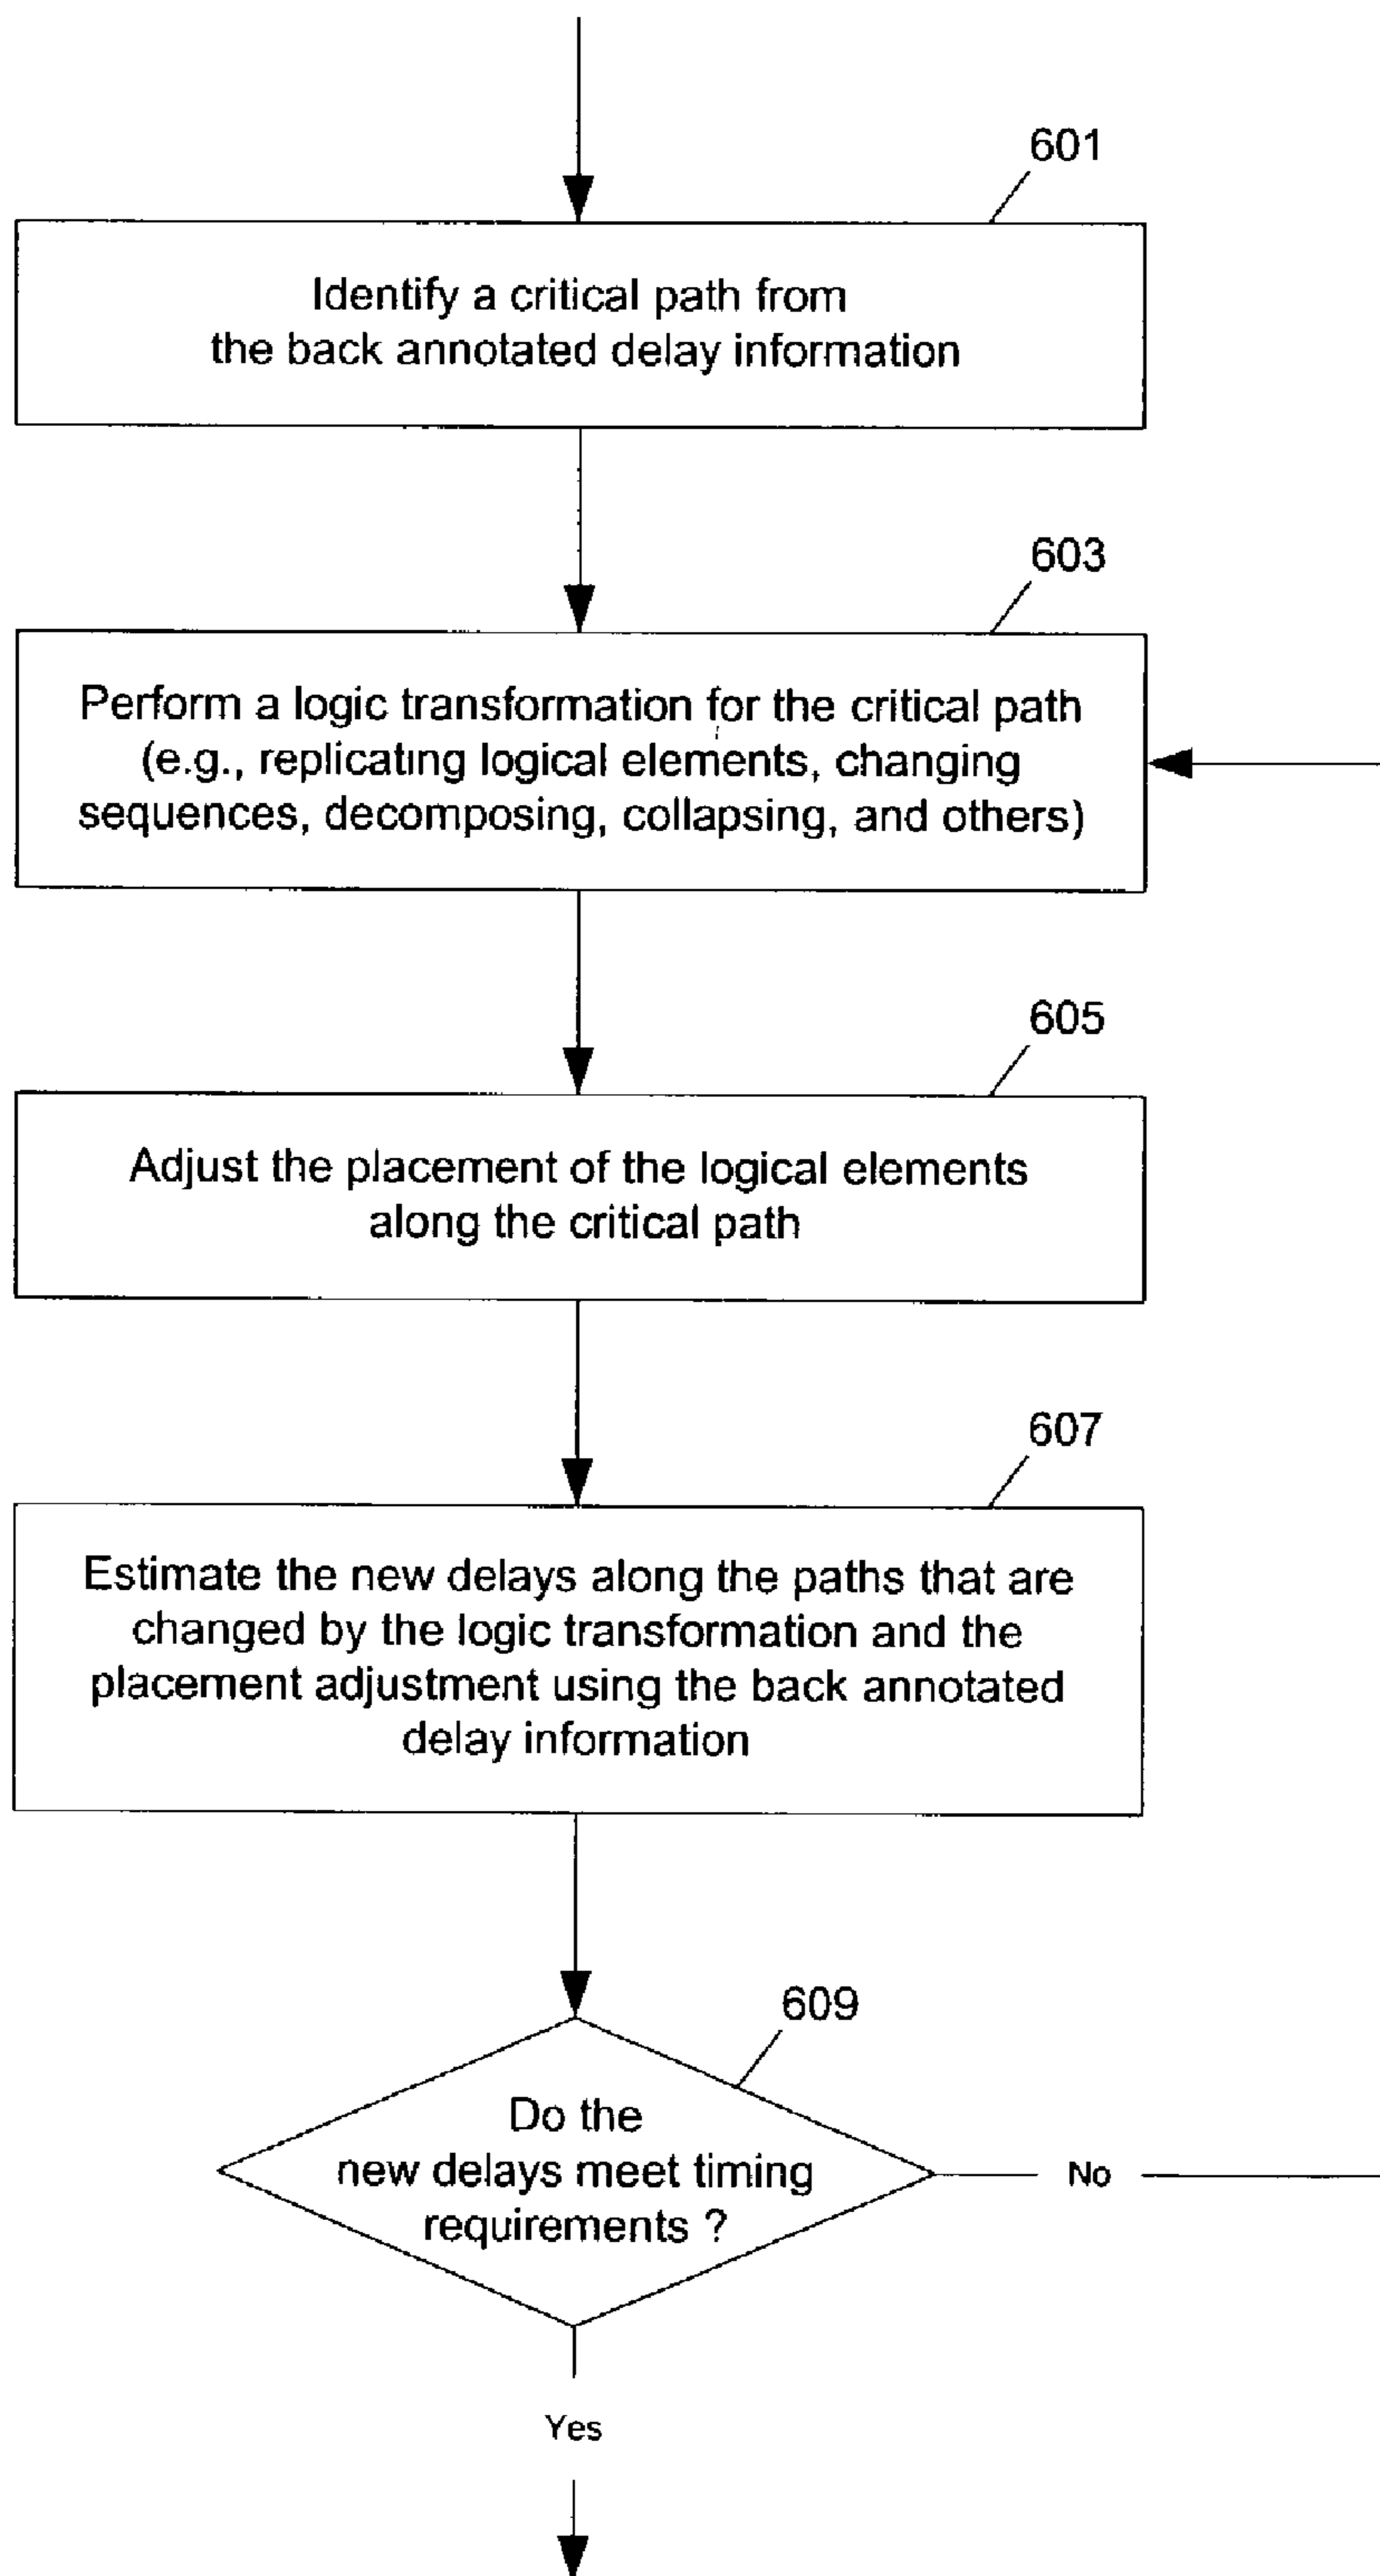 601
Identify a critical path from
the back annotated delay information
603
Perform a logic transformation for the critical path
(e.g., replicating logical elements, changing
sequences, decomposing, collapsing, and others)
605
Adjust the placement of the logical elements
along the critical path
607
Estimate the new delays along the paths that are
changed by the logic transformation and the
placement adjustment using the back annotated
delay information
609
Do the
new delays meet timing
requirements ?
No
Yes